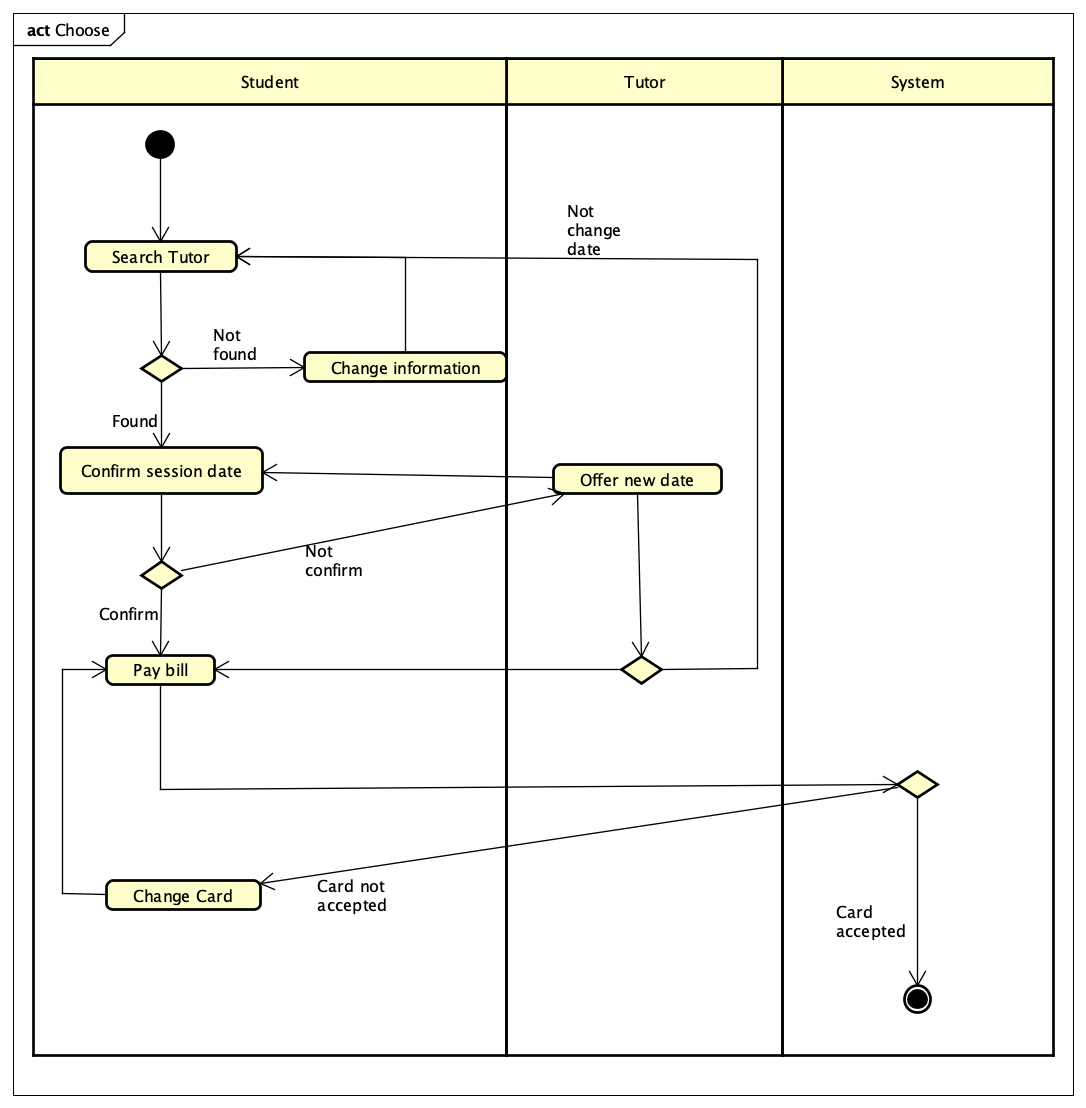 act Choose
Student
Tutor
System
Not
change
date
Search Tutor
Not
found
Change information
Found
Confirm session date
Offer new date
Not
confirm
Confirm
Pay bill
Change Card
Card not
accepted
Card
accepted